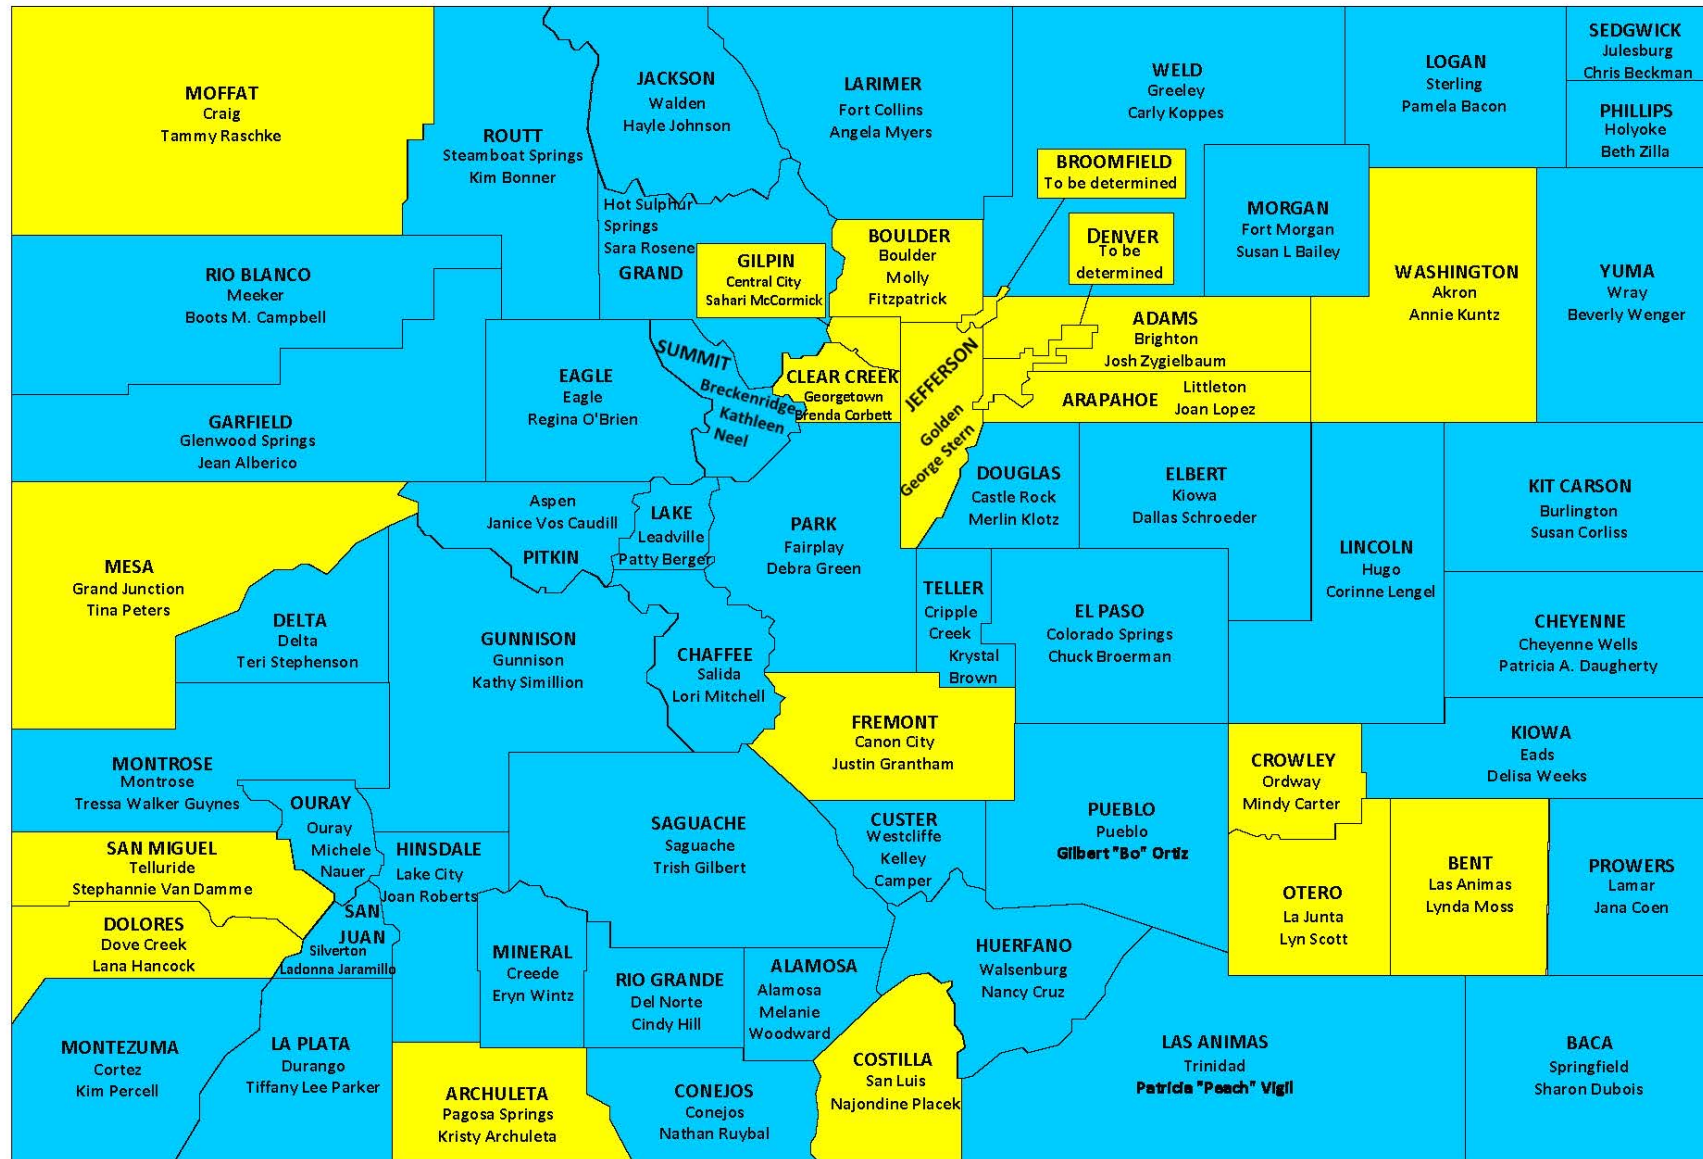 MOFFAT
Craig
Tammy Raschke
ROUTT
Steamboat Springs
Kim Bonner
JACKSON
Walden
Hayle Johnson
LARIMER
Fort Collins
Angela Myers
WELD
Greeley
Carly Koppes
LOGAN
Sterling
Pamela Bacon
SEDGWICK
Julesburg
Chris Beckman
PHILLIPS
Holyoke
Beth Zilla
BROOMFIELD
To be determined
DENVER
To be
determined
MORGAN
Fort Morgan
Susan L Bailey
WASHINGTON
Akron
Annie Kuntz
YUMA
Wray
Beverly Wenger
RIO BLANCO
Meeker
Boots M. Campbell
Hot Sulphur
Springs
Sara Rosene
GRAND
GILPIN
Central City
Sahari McCormick
BOULDER
Boulder
Molly
Fitzpatrick
ADAMS
Brighton
Josh Zygielbaum
ARAPAHOE
Littleton
Joan Lopez
GARFIELD
Glenwood Springs
Jean Alberico
EAGLE
Eagle
Regina O'Brien
SUMMIT
Breckenridge
Kathleen
Neel
CLEAR CREEK
Georgetown
Brenda Corbett
JEFFERSON
Golden
George Stern
DOUGLAS
Castle Rock
Merlin Klotz
ELBERT
Kiowa
Dallas Schroeder
LINCOLN
Hugo
Corinne Lengel
KIT CARSON
Burlington
Susan Corliss
MESA
Grand Junction
Tina Peters
DELTA
Delta
Teri Stephenson
Aspen
Janice Vos Caudill
PITKIN
LAKE
Leadville
Patty Berger
PARK
Fairplay
Debra Green
TELLER
Cripple
Creek
Krystal
Brown
EL PASO
Colorado Springs
Chuck Broerman
CHEYENNE
Cheyenne Wells
Patricia A. Daugherty
GUNNISON
Gunnison
Kathy Simillion
CHAFFEE
Salida
Lori Mitchell
FREMONT
Canon City
Justin Grantham
CROWLEY
Ordway
Mindy Carter
KIOWA
Eads
Delisa Weeks
MONTROSE
Montrose
Tressa Walker Guynes
OURAY
Ouray
Michele
Nauer
HINSDALE
Lake City
Joan Roberts
SAGUACHE
Saguache
Trish Gilbert
CUSTER
Westcliffe
Kelley
Camper
PUEBLO
Pueblo
Gilbert "Bo" Ortiz
OTERO
La Junta
Lyn Scott
BENT
Las Animas
Lynda Moss
PROWERS
Lamar
Jana Coen
SAN MIGUEL
Telluride
Stephannie Van Damme
DOLORES
Dove Creek
Lana Hancock
SAN
JUAN
Silverton
Ladonna Jaramillo
MINERAL
Creede
Eryn Wintz
RIO GRANDE
Del Norte
Cindy Hill
ALAMOSA
Alamosa
Melanie
Woodward
HUERFANO
Walsenburg
Nancy Cruz
MONTEZUMA
Cortez
Kim Percell
LA PLATA
Durango
Tiffany Lee Parker
ARCHULETA
Pagosa Springs
Kristy Archuleta
CONEJOS
Conejos
Nathan Ruybal
COSTILLA
San Luis
Najondine Placek
LAS ANIMAS
Trinidad
Patricia "Peach" Vigil
BACA
Springfield
Sharon Dubois